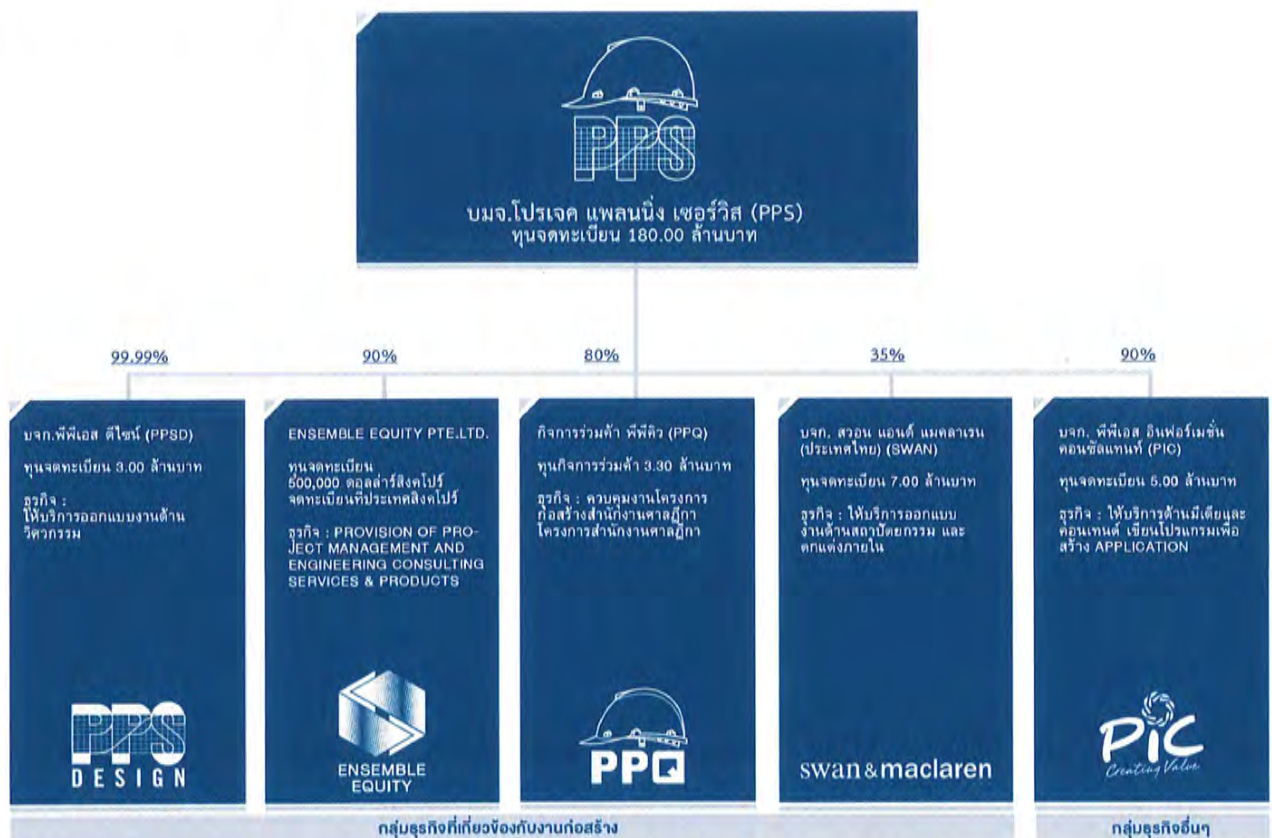 PPS
บมจ.โปรเจค แพลนนิ่ง เซอร์วิส (PPS)
ทุนจดทะเบียน 180.00 ล้านบาท
99.99%
90%
80%
35%
90%
บจก.พีพีเอส ดีไซน์ (PPSD)
ทุนจดทะเบียน 3.00 ล้านบาท
ธุรกิจ :
ให้บริการออกแบบงานด้าน
วิศวกรรม
PPS
DESIGN
ENSEMBLE EQUITY PTE.LTD.
ทุนจดทะเบียน
500,000 ดอลล่าร์สิงคโปร์
จดทะเบียนที่ประเทศสิงคโปร์
ธุรกิจ : PROVISION OF PRO-
JECT MANAGEMENT AND
ENGINEERING CONSULTING
SERVICES & PRODUCTS
ENSEMBLE
EQUITY
กิจการร่วมค้า พีพีคิว (PPQ)
ทุนกิจการร่วมค้า 3.30 ล้านบาท
ธุรกิจ : ควบคุมงานโครงการ
ก่อสร้างสำนักงานศาลฎีกา
โครงการสำนักงานศาลฎีกา
PPQ
บจก. สวอน แอนด์ แมคลาเรน
(ประเทศไทย) (SWAN)
ทุนจดทะเบียน 7.00 ล้านบาท
ธุรกิจ : ให้บริการออกแบบ
งานด้านสถาปัตยกรรม และ
ตกแต่งภายใน
swan&maclaren
บจก. พีพีเอส อินฟอร์เมชั่น
คอนซัลแทนท์ (PIC)
ทุนจดทะเบียน 5.00 ล้านบาท
ธุรกิจ : ให้บริการด้านมีเดียและ
คอนเทนต์ เขียนโปรแกรมเพื่อ
สร้าง APPLICATION
PiC
Creating Value
กลุ่มธุรกิจที่เกี่ยวข้องกับงานก่อสร้าง
กลุ่มธุรกิจอื่นๆ